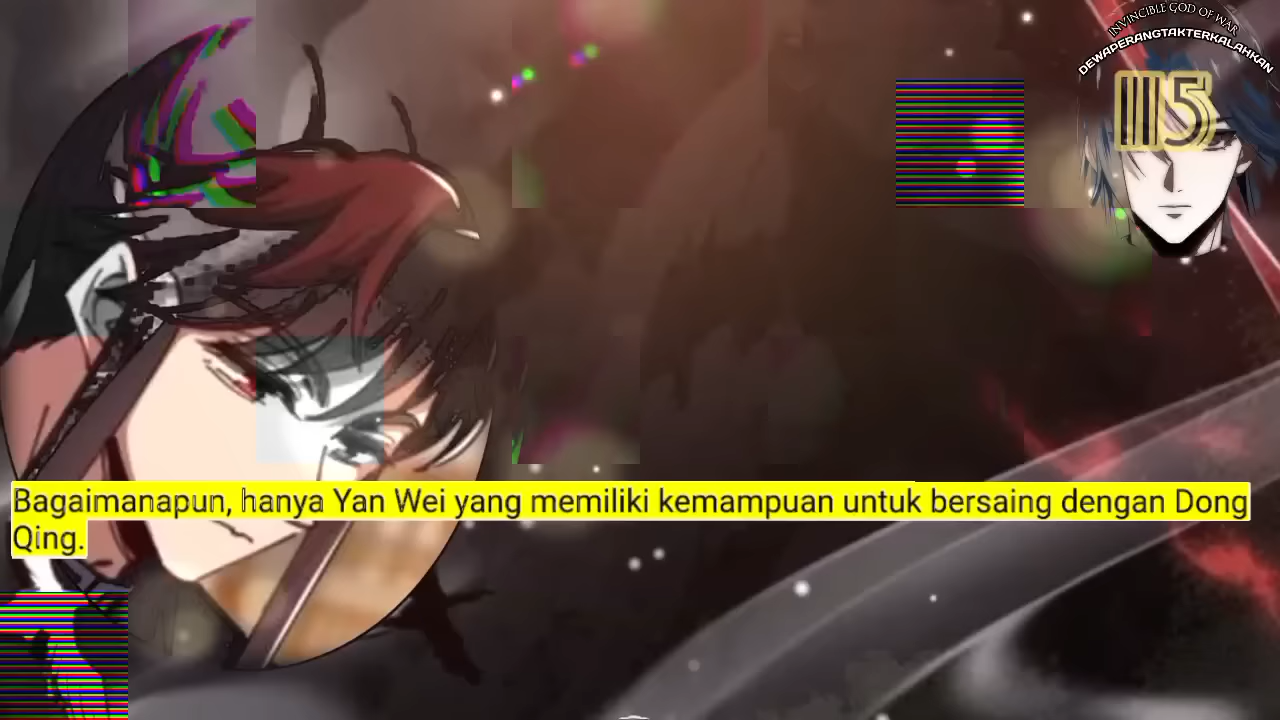 INVINCIBLE GOD OF WAR
DEWAPERANGTAKTERKALAHKAN
115
Bagaimanapun, hanya Yan Wei yang memiliki kemampuan untuk bersaing dengan Dong
Qing.